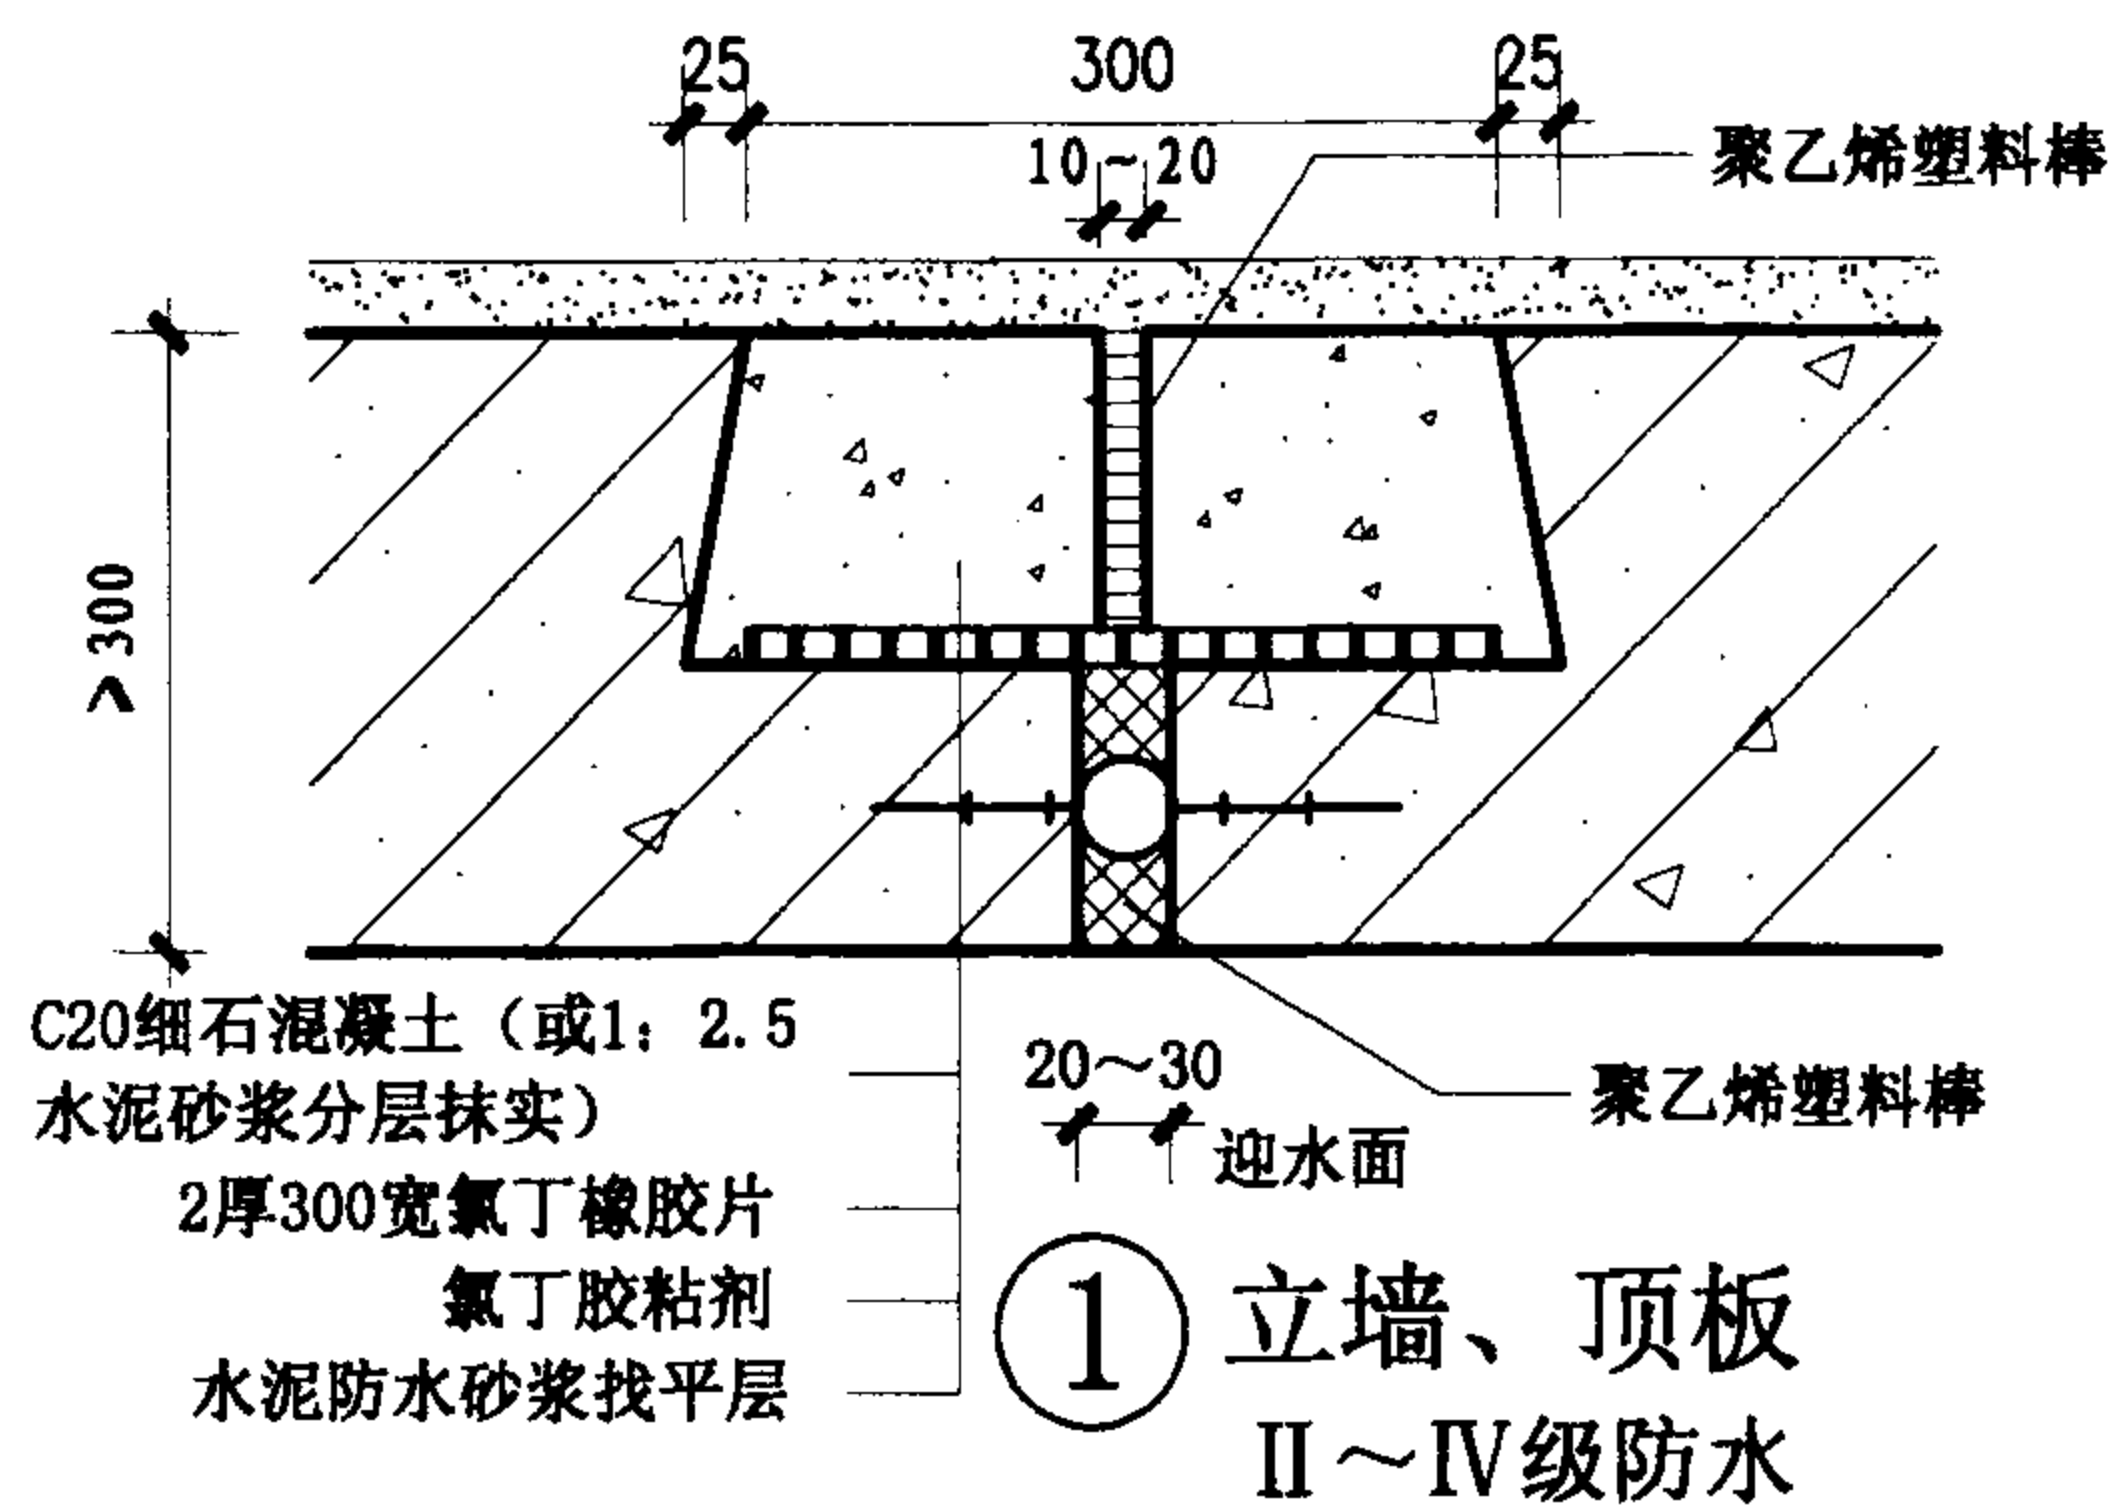 25 300 25
10~20
聚乙烯塑料棒
>300
C20细石混凝土（或1：2.5
水泥砂浆分层抹实）
2厚300宽氯丁橡胶片
氯丁胶粘剂
水泥防水砂浆找平层
20～30
迎水面
聚乙烯塑料棒
1 立墙、顶板
Ⅱ～Ⅳ级防水